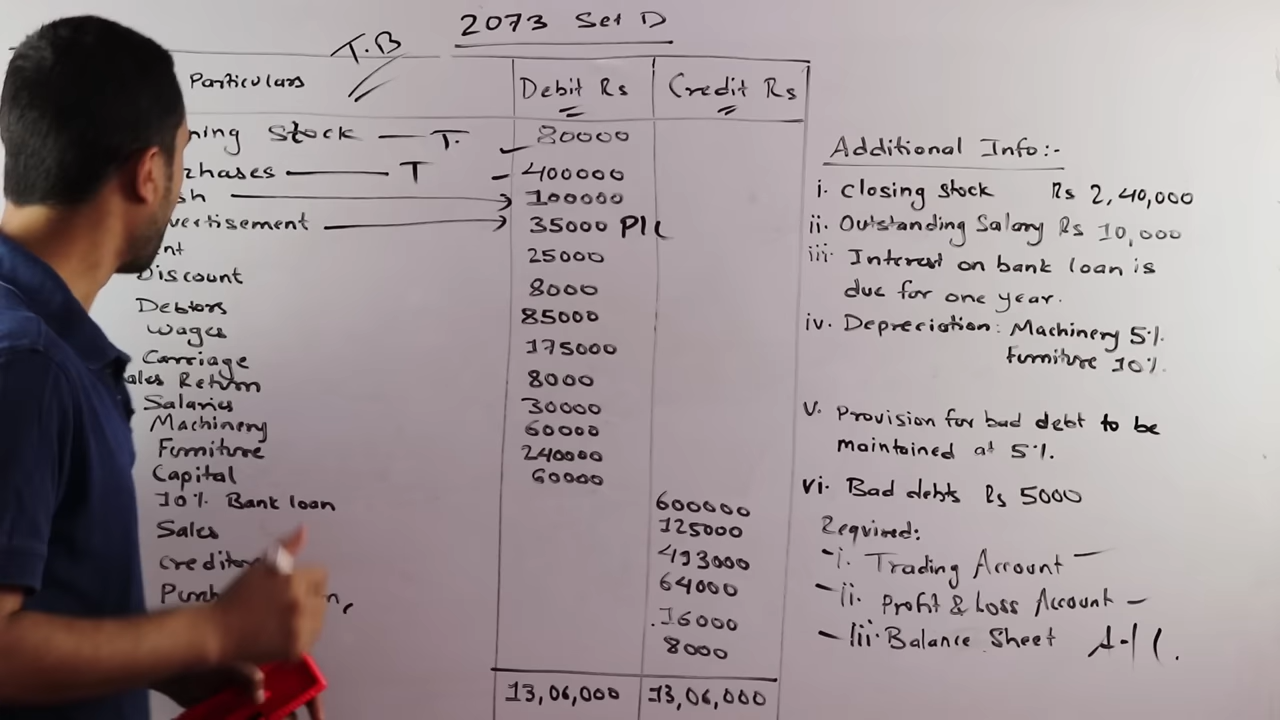 2073 Set D
T.B
Particulars Debit Rs Credit Rs
ning Stock — T. 80000
chases — T 400000
sh 100000
vertisement 35000 P/L
nt 25000
Discount 8000
Debtors 85000
Wages 175000
Carriage 8000
ales Return 30000
Salaries 60000
Machinery 240000
Furniture 60000
Capital 600000
10% Bank loan 125000
Sales 493000
creditor 64000
Purch n, 16000
8000
13,06,000 13,06,000
Additional Info:-
i. Closing stock Rs 2,40,000
ii. Outstanding Salary Rs 10,000
iii. Interest on bank loan is
due for one year.
iv. Depreciation: Machinery 5%.
Furniture 10%.
v. Provision for bad debt to be
maintained at 5%.
vi. Bad debts Rs 5000
Required:
i. Trading Account —
ii. Profit & Loss Account —
iii. Balance Sheet